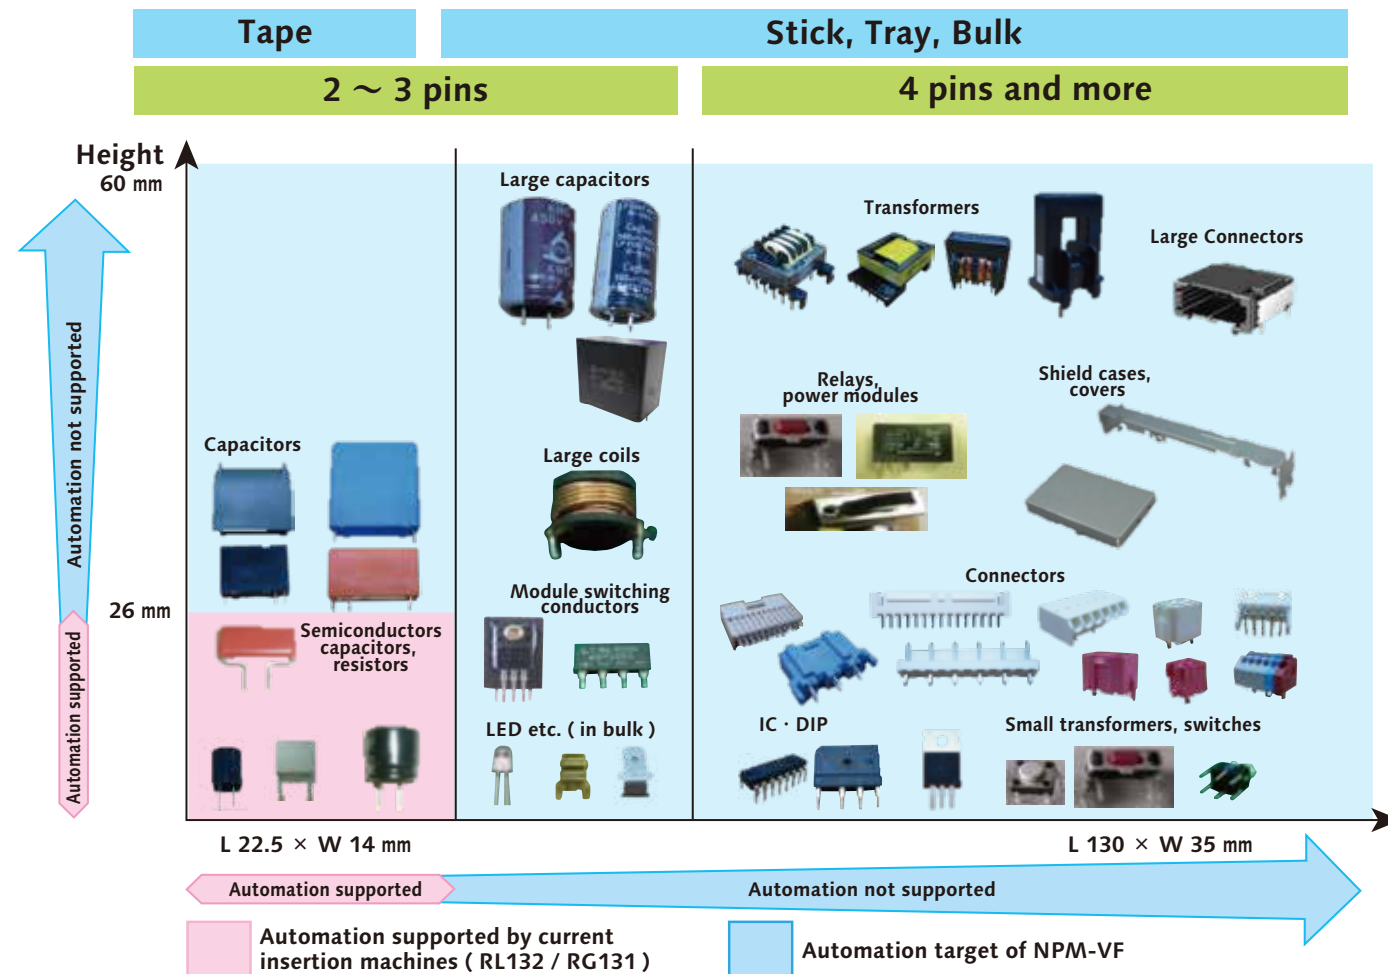 Tape
Stick, Tray, Bulk
2 ～ 3 pins
4 pins and more
Height
60 mm
26 mm
Automation not supported
Automation supported
Large capacitors
Transformers
Large Connectors
Relays,
power modules
Shield cases,
covers
Capacitors
Large coils
Module switching
conductors
Connectors
Semiconductors
capacitors,
resistors
LED etc. ( in bulk )
IC · DIP
Small transformers, switches
L 22.5 × W 14 mm
L 130 × W 35 mm
Automation supported
Automation not supported
Automation supported by current
insertion machines ( RL132 / RG131 )
Automation target of NPM-VF